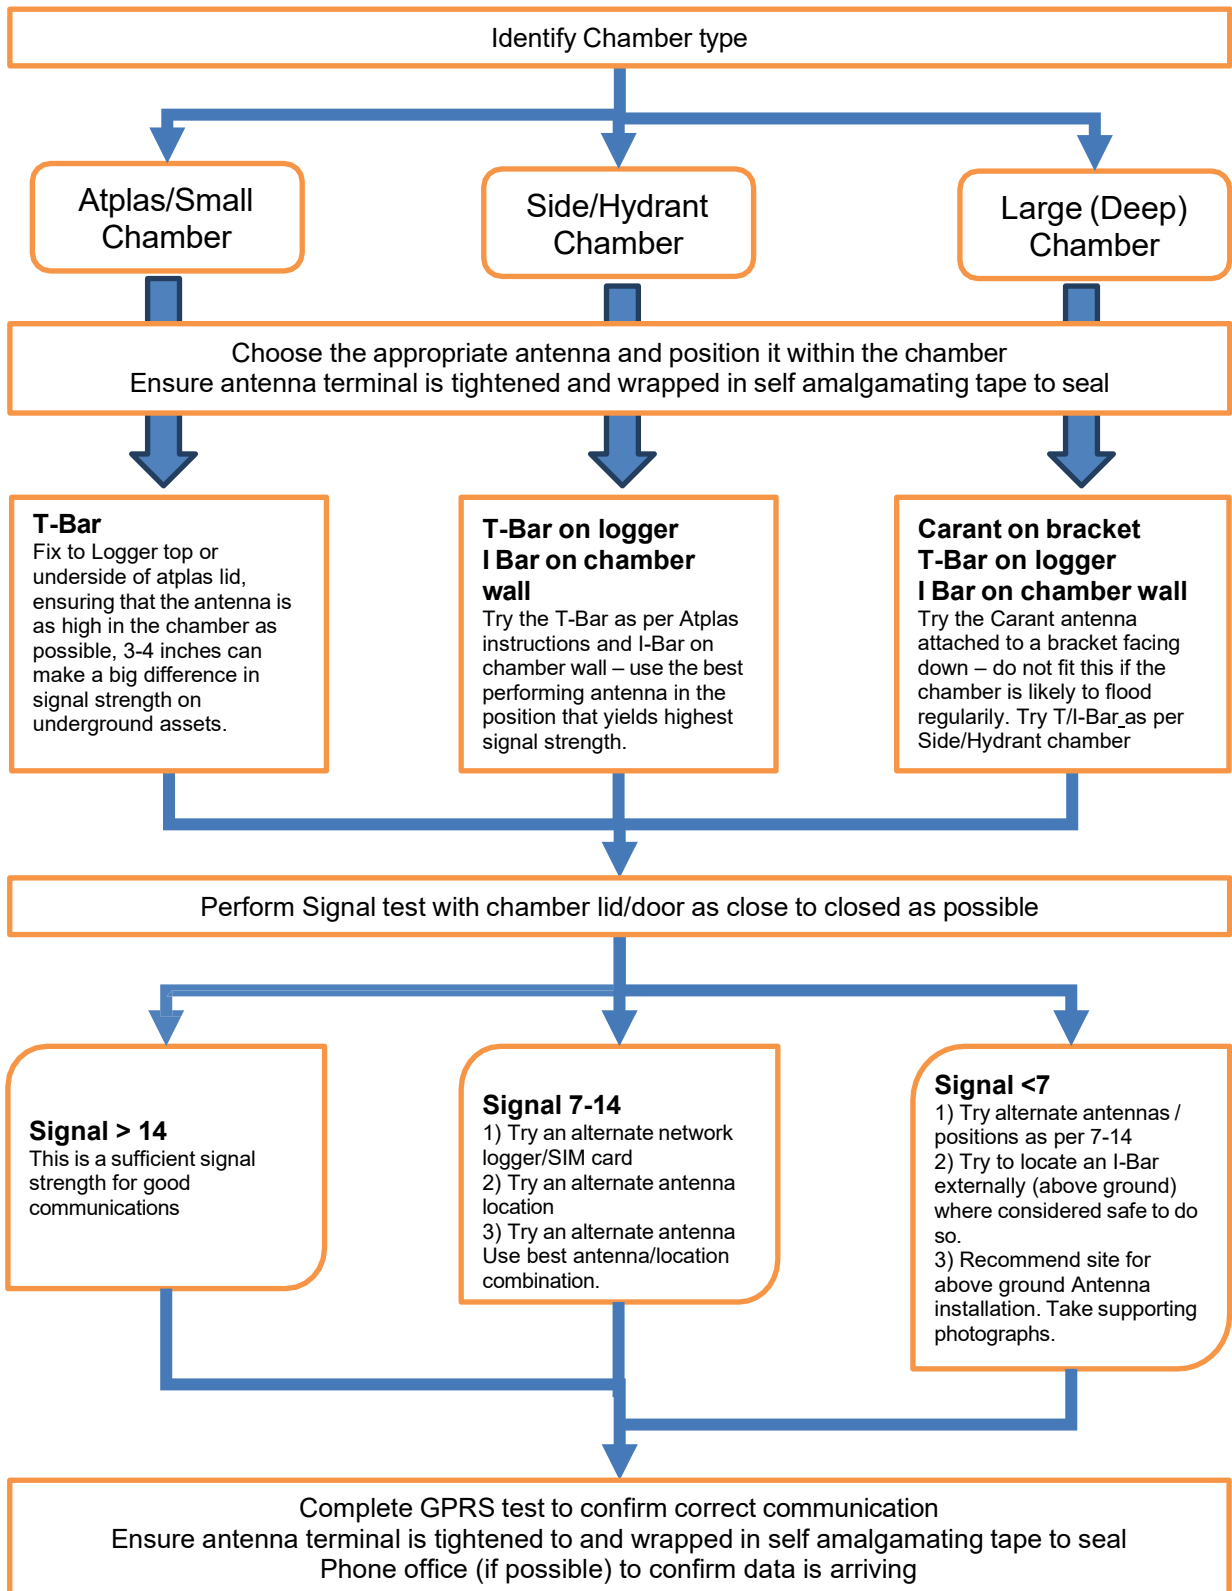 Identify Chamber type
Atplas/Small
Chamber
Side/Hydrant
Chamber
Large (Deep)
Chamber
Choose the appropriate antenna and position it within the chamber
Ensure antenna terminal is tightened and wrapped in self amalgamating tape to seal
T-Bar
Fix to Logger top or
underside of atplas lid,
ensuring that the antenna is
as high in the chamber as
possible, 3-4 inches can
make a big difference in
signal strength on
underground assets.
T-Bar on logger
I Bar on chamber
wall
Try the T-Bar as per Atplas
instructions and I-Bar on
chamber wall – use the best
performing antenna in the
position that yields highest
signal strength.
Carant on bracket
T-Bar on logger
I Bar on chamber wall
Try the Carant antenna
attached to a bracket facing
down – do not fit this if the
chamber is likely to flood
regularily. Try T/I-Bar as per
Side/Hydrant chamber
Perform Signal test with chamber lid/door as close to closed as possible
Signal > 14
This is a sufficient signal
strength for good
communications
Signal 7-14
1) Try an alternate network
logger/SIM card
2) Try an alternate antenna
location
3) Try an alternate antenna
Use best antenna/location
combination.
Signal <7
1) Try alternate antennas /
positions as per 7-14
2) Try to locate an I-Bar
externally (above ground)
where considered safe to do
so.
3) Recommend site for
above ground Antenna
installation. Take supporting
photographs.
Complete GPRS test to confirm correct communication
Ensure antenna terminal is tightened to and wrapped in self amalgamating tape to seal
Phone office (if possible) to confirm data is arriving